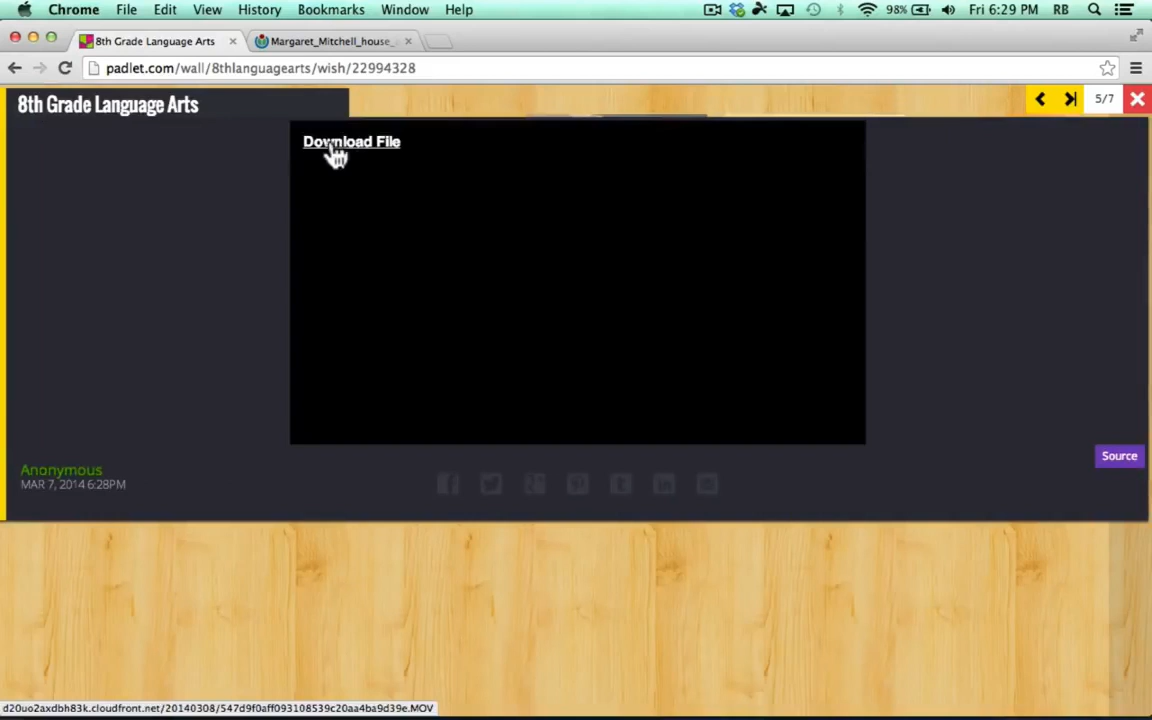 Chrome File Edit View History Bookmarks Window Help 98% Fri 6:29 PM RB
8th Grade Language Arts Margaret_Mitchell_house_
padlet.com/wall/8thlanguagearts/wish/22994328
8th Grade Language Arts 5/7
Download File
Source
Anonymous
MAR 7, 2014 6:28PM
d20uo2axdbh83k.cloudfront.net/20140308/547d9f0aff093108539c20aa4ba9d39e.MOV